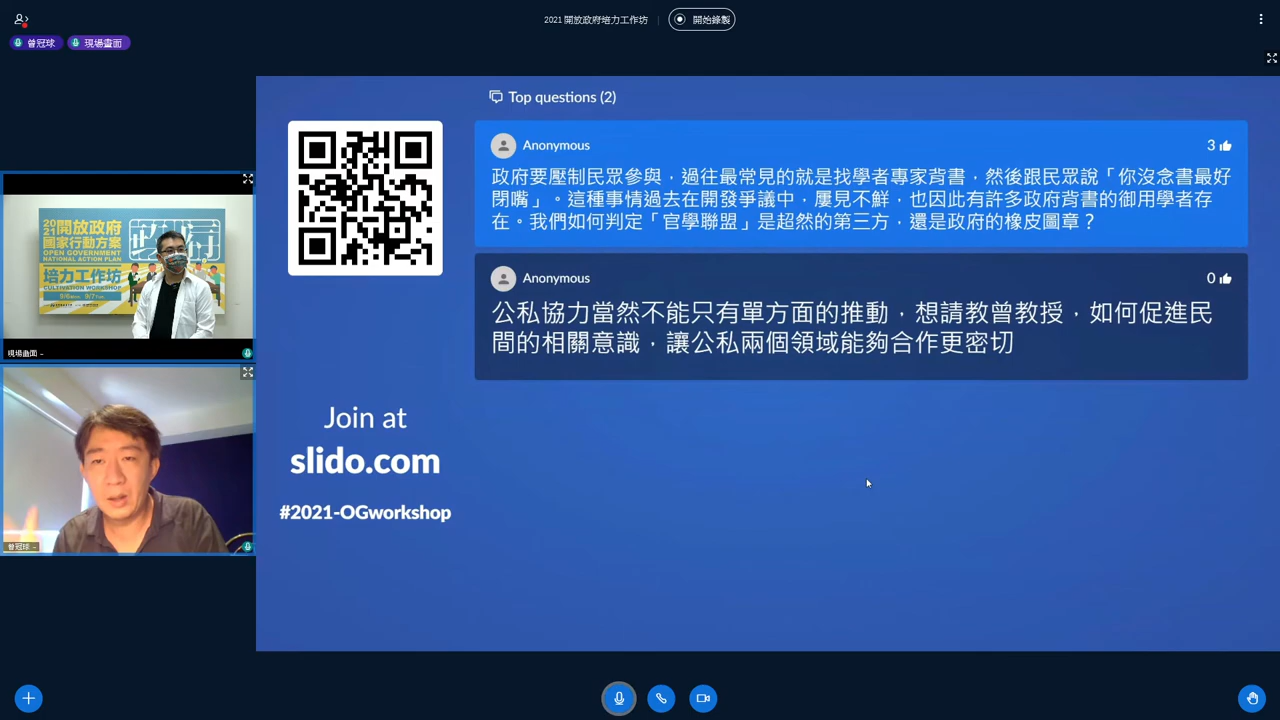 2021 開放政府培力工作坊
開始錄製
曾冠球
現場畫面
Top questions (2)
Anonymous
3
政府要壓制民眾參與，過往最常見的就是找學者專家背書，然後跟民眾說「你沒念書最好
閉嘴」。這種事情過去在開發爭議中，屢見不鮮，也因此有許多政府背書的御用學者存
在。我們如何判定「官學聯盟」是超然的第三方，還是政府的橡皮圖章？
Anonymous
0
公私協力當然不能只有單方面的推動，想請教曾教授，如何促進民
間的相關意識，讓公私兩個領域能夠合作更密切
Join at
slido.com
#2021-OGworkshop
2021開放政府
國家行動方案
OPEN GOVERNMENT
NATIONAL ACTION PLAN
培力工作坊
CULTIVATION WORKSHOP
現場畫面
曾冠球